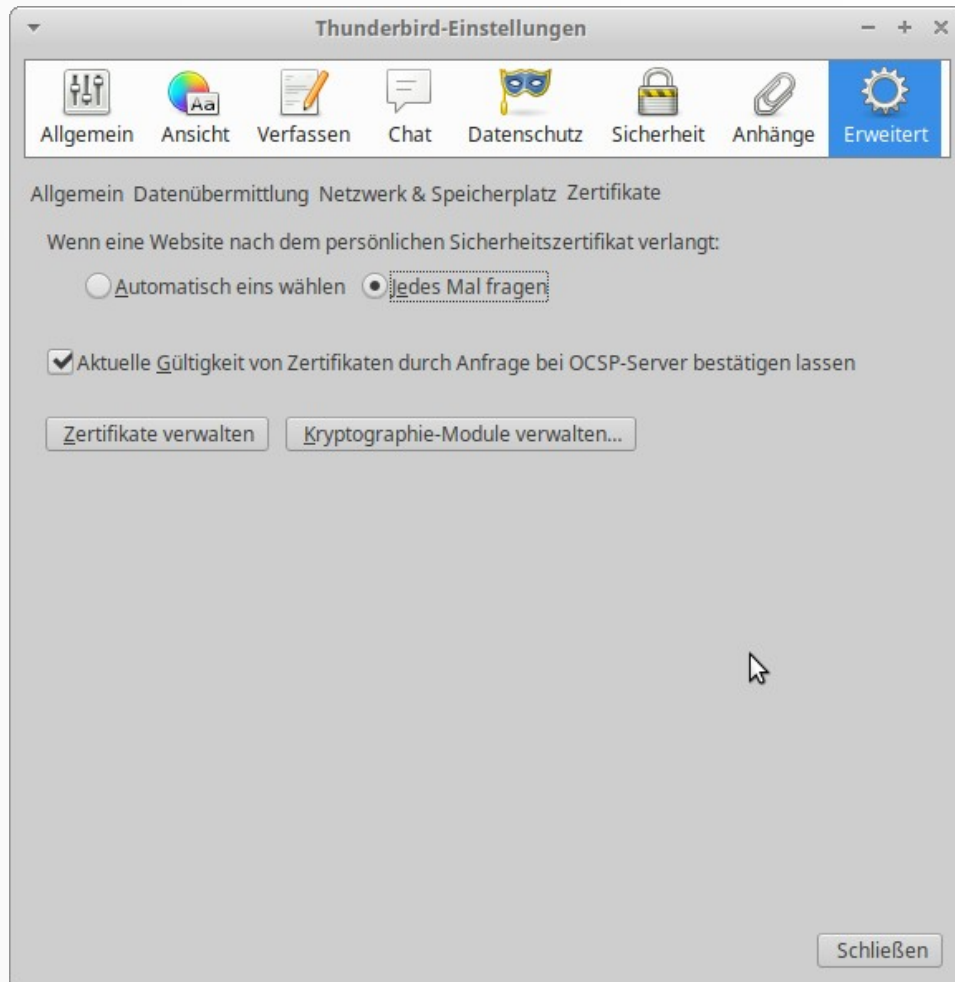 Thunderbird-Einstellungen
Aa
Allgemein Ansicht Verfassen Chat Datenschutz Sicherheit Anhänge Erweitert
Allgemein Datenübermittlung Netzwerk & Speicherplatz Zertifikate
Wenn eine Website nach dem persönlichen Sicherheitszertifikat verlangt:
Automatisch eins wählen Jedes Mal fragen
Aktuelle Gültigkeit von Zertifikaten durch Anfrage bei OCSP-Server bestätigen lassen
Zertifikate verwalten Kryptographie-Module verwalten...
Schließen